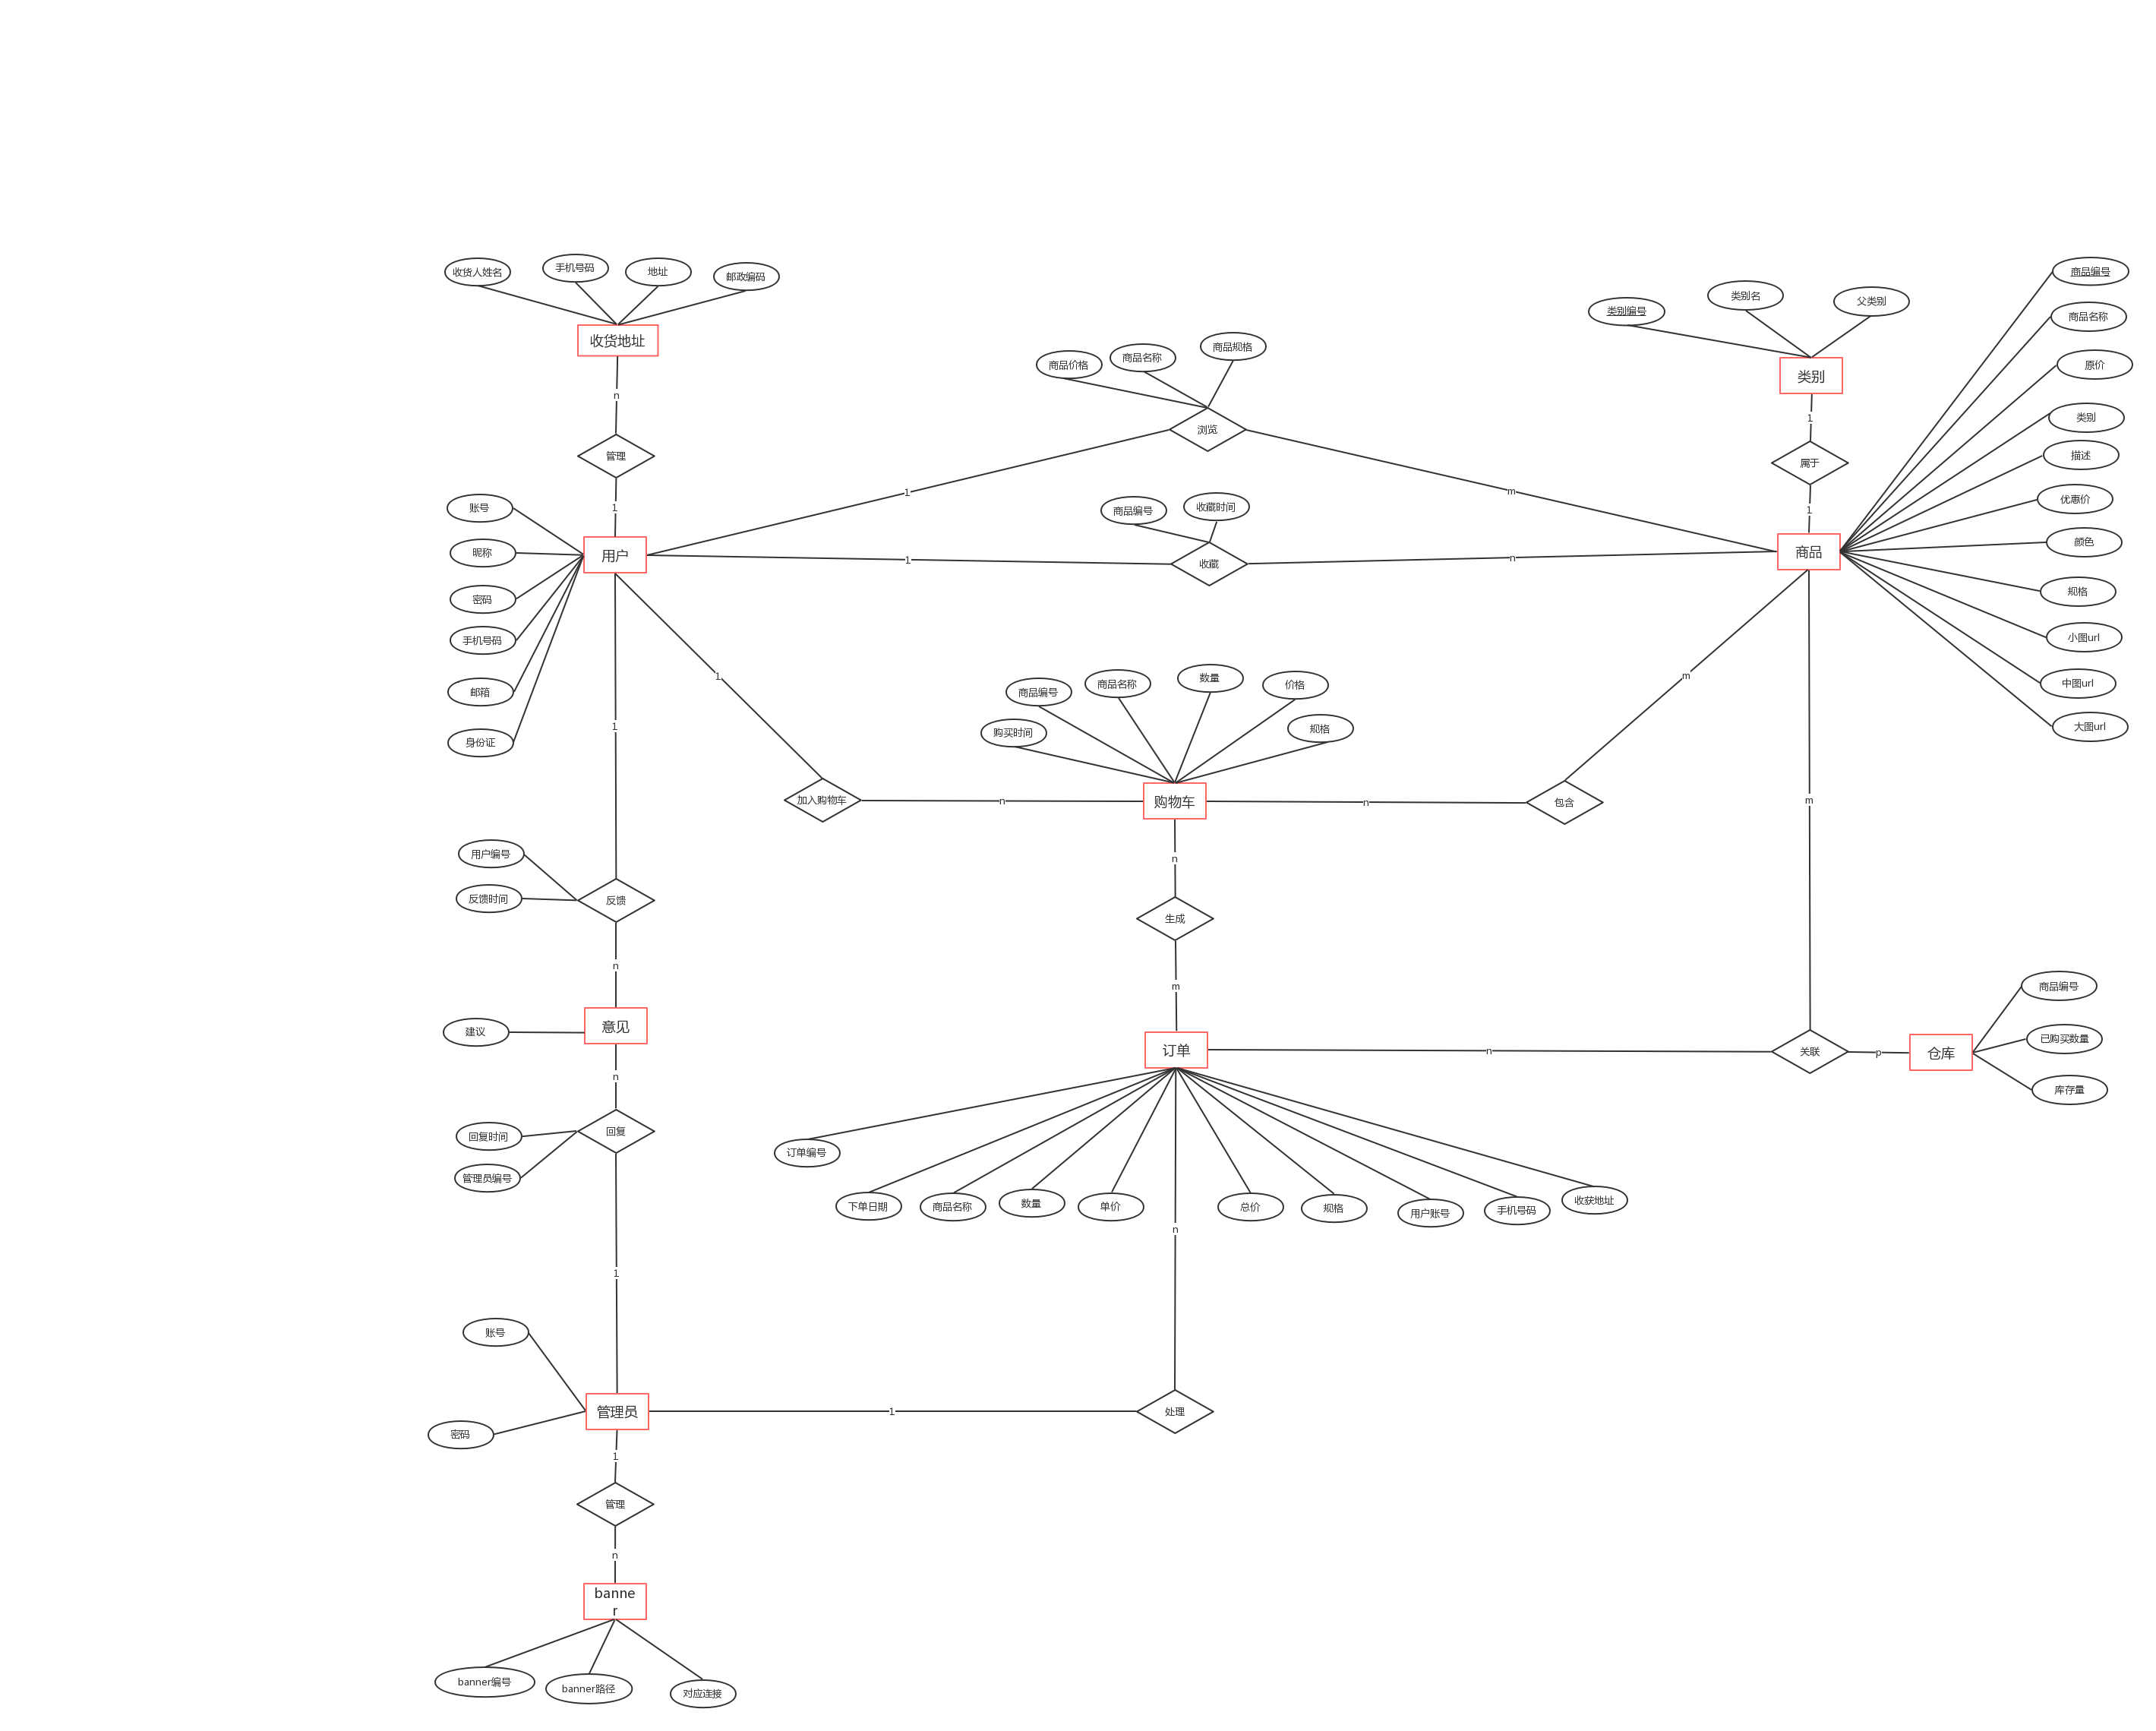 收货人姓名
手机号码
地址
邮政编码
收货地址
n
管理
1
账号
昵称
密码
手机号码
邮箱
身份证
用户
商品价格
商品名称
商品规格
浏览
1
m
商品编号
收藏时间
收藏
1
n
类别编号
类别名
父类别
类别
1
属于
1
商品
商品编号
商品名称
原价
类别
描述
优惠价
颜色
规格
小图url
中图url
大图url
1
1
m
m
购买时间
商品编号
商品名称
数量
价格
规格
加入购物车
n
购物车
n
包含
用户编号
反馈时间
反馈
n
n
生成
m
建议
意见
n
订单
n
关联
p
仓库
商品编号
已购买数量
库存量
回复时间
管理员编号
回复
1
订单编号
下单日期
商品名称
数量
单价
总价
规格
用户账号
手机号码
收获地址
n
账号
密码
管理员
1
处理
1
管理
n
banne
r
banner编号
banner路径
对应连接